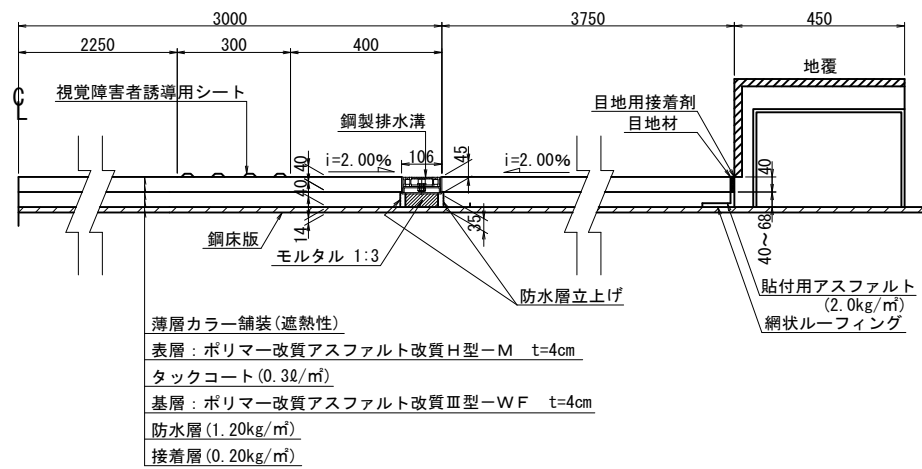 3000
3750
450
2250
300
400
地覆
℄
視覚障害者誘導用シート
目地用接着剤
目地材
鋼製排水溝
i=2.00%
106
45
i=2.00%
40
40
40
14
35
40～68
鋼床版
モルタル 1:3
防水層立上げ
貼付用アスファルト
(2.0kg/㎡)
網状ルーフィング
薄層カラー舗装(遮熱性)
表層：ポリマー改質アスファルト改質Ｈ型－Ｍ t=4cm
タックコート(0.3ℓ/㎡)
基層：ポリマー改質アスファルト改質Ⅲ型－ＷＦ t=4cm
防水層(1.20kg/㎡)
接着層(0.20kg/㎡)